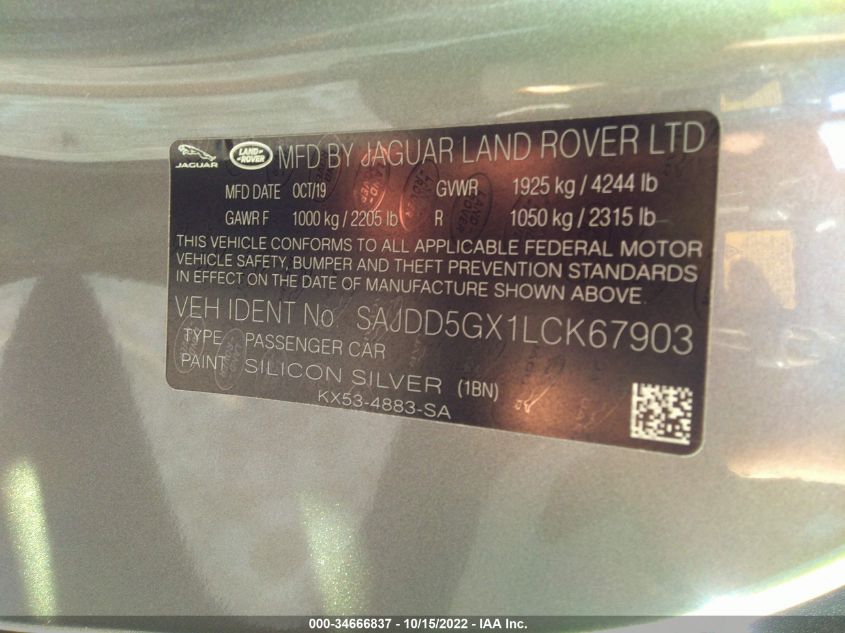 JAGUAR LAND ROVER MFD BY JAGUAR LAND ROVER LTD
MFD DATE OCT/19 GVWR 1925 kg / 4244 lb
GAWR F 1000 kg / 2205 lb R 1050 kg / 2315 lb
THIS VEHICLE CONFORMS TO ALL APPLICABLE FEDERAL MOTOR
VEHICLE SAFETY, BUMPER AND THEFT PREVENTION STANDARDS
IN EFFECT ON THE DATE OF MANUFACTURE SHOWN ABOVE.
VEH IDENT No. SAJDD5GX1LCK67903
TYPE PASSENGER CAR
PAINT SILICON SILVER (1BN)
KX53-4883-SA
000-34666837 - 10/15/2022 - IAA Inc.